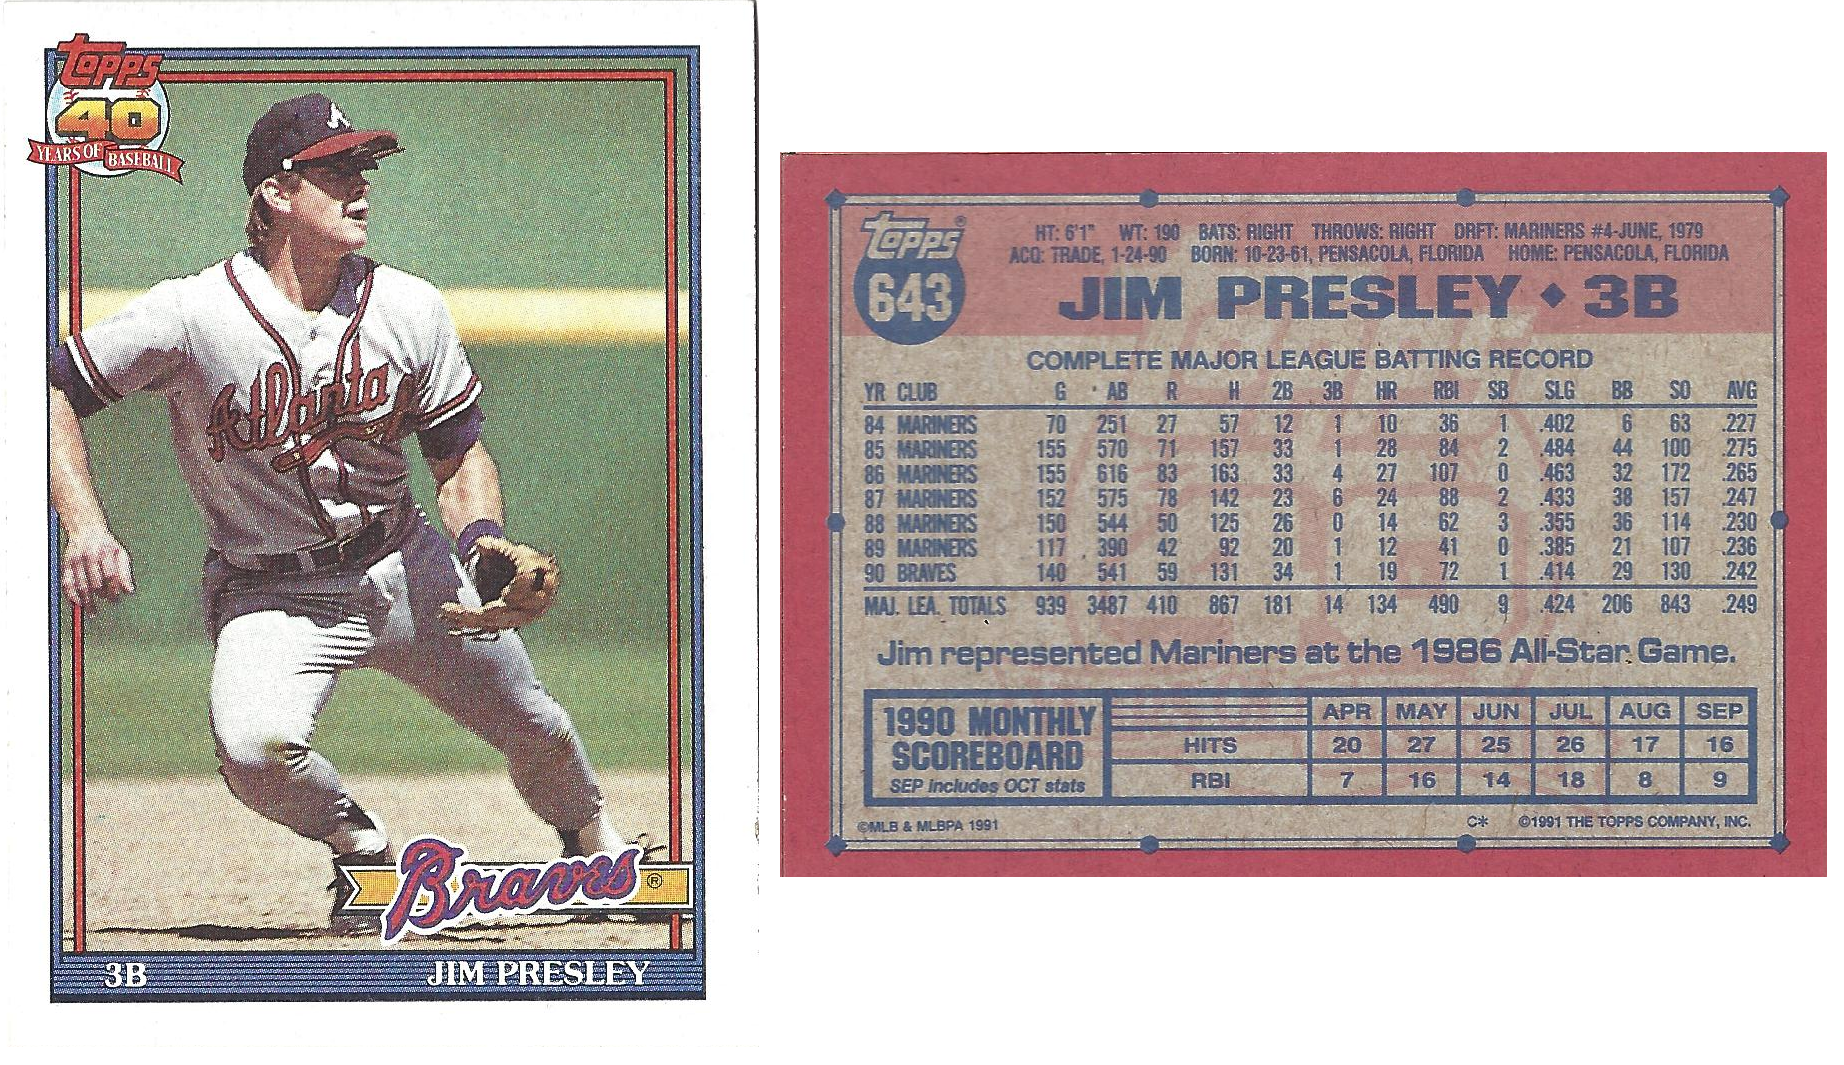 Topps
40
YEARS OF BASEBALL
A
Atlanta
Braves ®
3B JIM PRESLEY
Topps ®
643
HT: 6'1" WT: 190 BATS: RIGHT THROWS: RIGHT DRFT: MARINERS #4-JUNE, 1979
ACQ: TRADE, 1-24-90 BORN: 10-23-61, PENSACOLA, FLORIDA HOME: PENSACOLA, FLORIDA
JIM PRESLEY ♦ 3B
COMPLETE MAJOR LEAGUE BATTING RECORD
YR CLUB G AB R H 2B 3B HR RBI SB SLG BB SO AVG
84 MARINERS 70 251 27 57 12 1 10 36 1 .402 6 63 .227
85 MARINERS 155 570 71 157 33 1 28 84 2 .484 44 100 .275
86 MARINERS 155 616 83 163 33 4 27 107 0 .463 32 172 .265
87 MARINERS 152 575 78 142 23 6 24 88 2 .433 38 157 .247
88 MARINERS 150 544 50 125 26 0 14 62 3 .355 36 114 .230
89 MARINERS 117 390 42 92 20 1 12 41 0 .385 21 107 .236
90 BRAVES 140 541 59 131 34 1 19 72 1 .414 29 130 .242
MAJ. LEA. TOTALS 939 3487 410 867 181 14 134 490 9 .424 206 843 .249
Jim represented Mariners at the 1986 All-Star Game.
1990 MONTHLY SCOREBOARD
SEP includes OCT stats
APR MAY JUN JUL AUG SEP
HITS 20 27 25 26 17 16
RBI 7 16 14 18 8 9
©MLB & MLBPA 1991 C* ©1991 THE TOPPS COMPANY, INC.